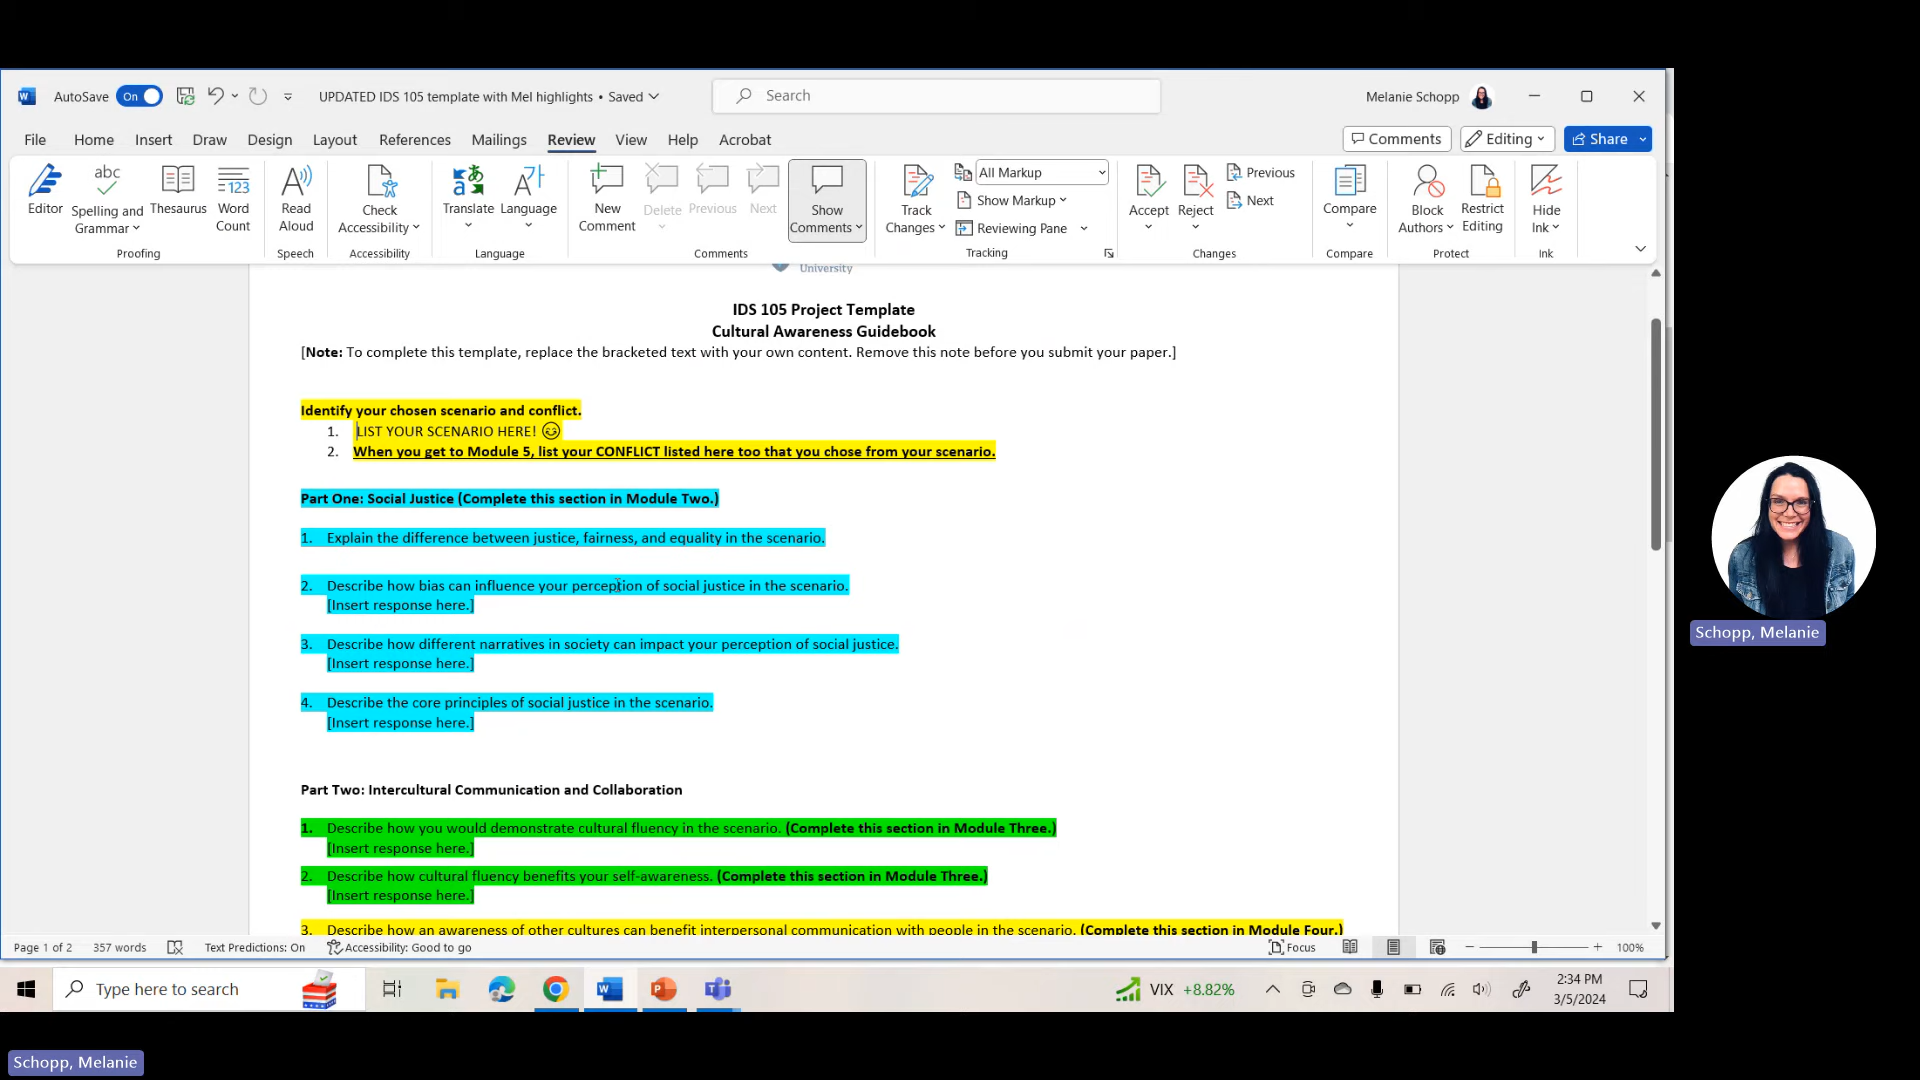 AutoSave On UPDATED IDS 105 template with Mel highlights • Saved Search Melanie Schopp
File Home Insert Draw Design Layout References Mailings Review View Help Acrobat Comments Editing Share
Editor
abc Spelling and Grammar
Thesaurus
123 Word Count
Proofing
Read Aloud
Speech
Check Accessibility
Accessibility
Translate
Language
Language
New Comment
Delete
Previous
Next
Show Comments
Comments
Track Changes
All Markup
Show Markup
Reviewing Pane
Tracking
Accept
Reject
Previous
Next
Changes
Compare
Compare
Block Authors
Restrict Editing
Protect
Hide Ink
Ink
University
IDS 105 Project Template
Cultural Awareness Guidebook
[Note: To complete this template, replace the bracketed text with your own content. Remove this note before you submit your paper.]
Identify your chosen scenario and conflict.
1. LIST YOUR SCENARIO HERE! 😊
2. When you get to Module 5, list your CONFLICT listed here too that you chose from your scenario.
Part One: Social Justice (Complete this section in Module Two.)
1. Explain the difference between justice, fairness, and equality in the scenario.
2. Describe how bias can influence your perception of social justice in the scenario.
[Insert response here.]
3. Describe how different narratives in society can impact your perception of social justice.
[Insert response here.]
4. Describe the core principles of social justice in the scenario.
[Insert response here.]
Part Two: Intercultural Communication and Collaboration
1. Describe how you would demonstrate cultural fluency in the scenario. (Complete this section in Module Three.)
[Insert response here.]
2. Describe how cultural fluency benefits your self-awareness. (Complete this section in Module Three.)
[Insert response here.]
3. Describe how an awareness of other cultures can benefit interpersonal communication with people in the scenario. (Complete this section in Module Four.)
Page 1 of 2 357 words Text Predictions: On Accessibility: Good to go Focus 100%
Type here to search VIX +8.82% 2:34 PM
3/5/2024
Schopp, Melanie
Schopp, Melanie